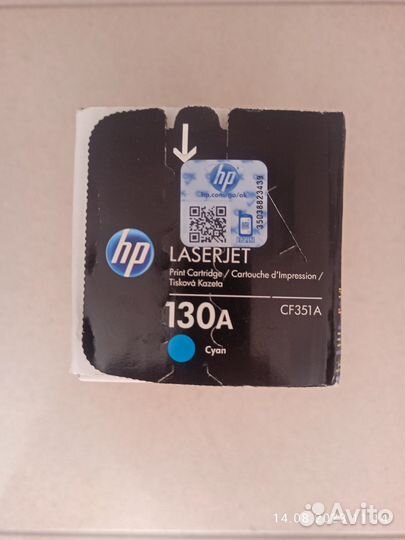 hp
hp.com/go/ok
35038823439
hp
LASERJET
Print Cartridge / Cartouche d'Impression /
Tisková Kazeta
130A
CF351A
Cyan
Avito